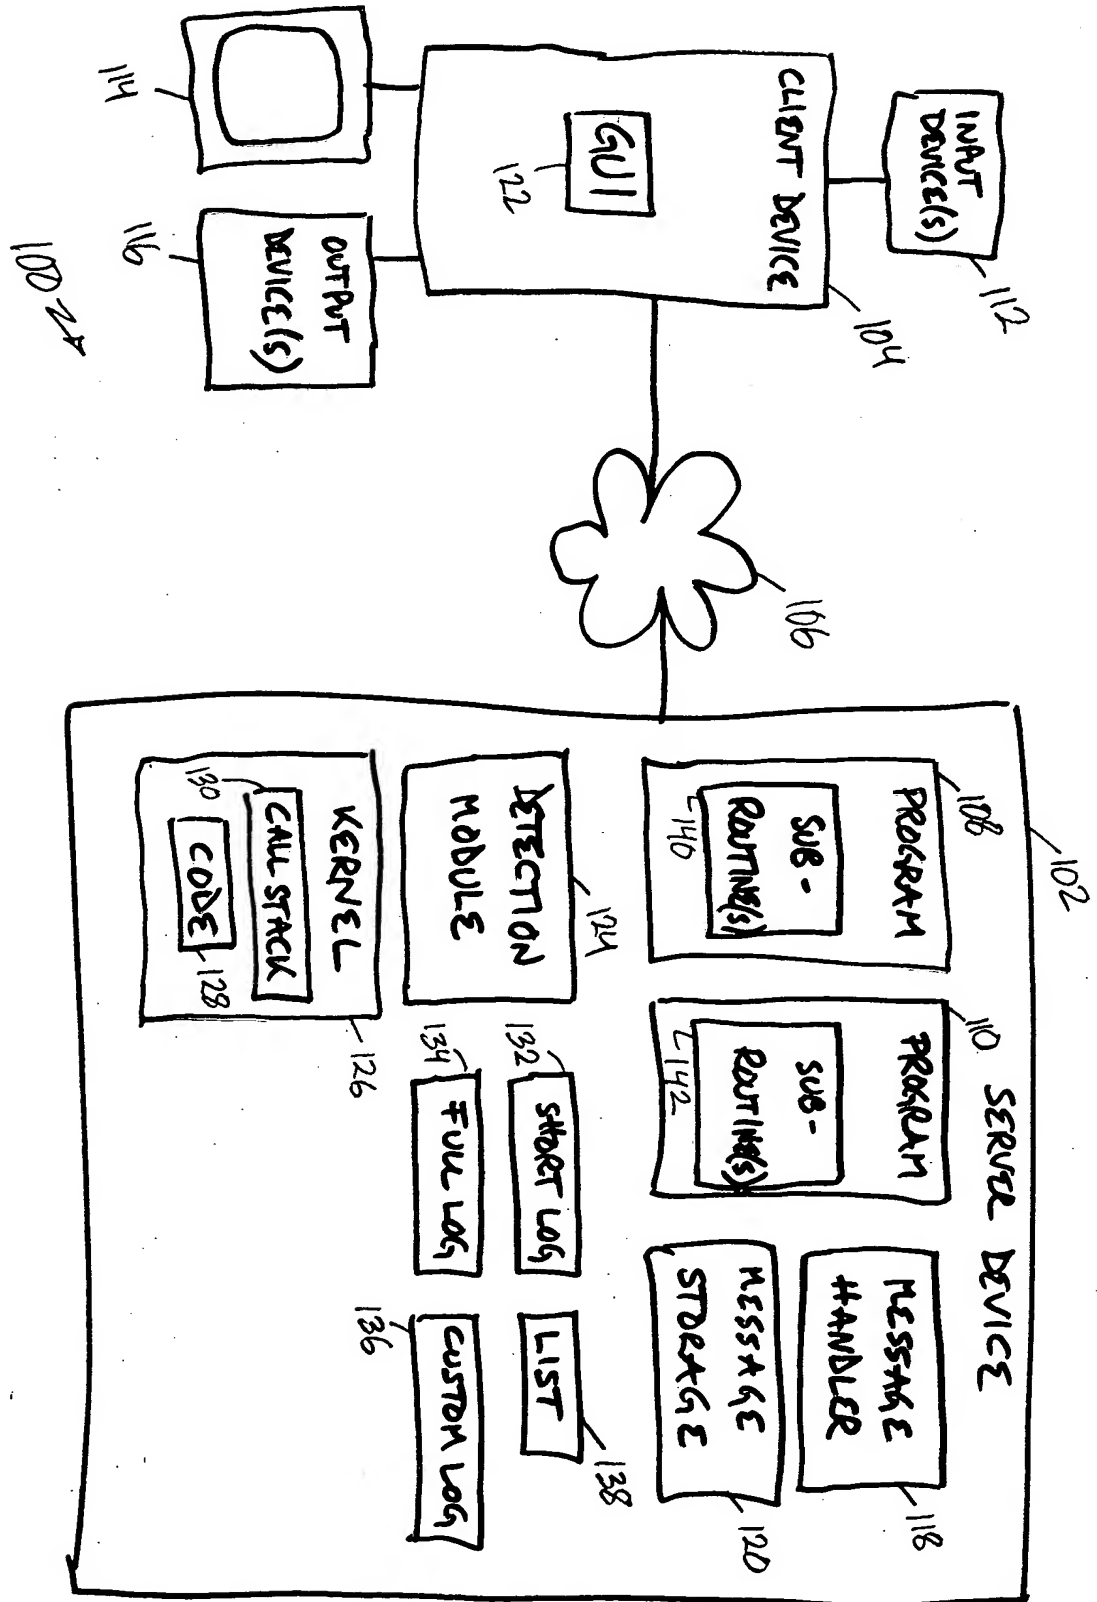 INPUT
DEVICE(S)
112
CLIENT DEVICE
104
GUI
122
114
OUTPUT
DEVICE(S)
116
100
106
102
SERVER DEVICE
108
PROGRAM
SUB-
ROUTINE(S)
140
110
PROGRAM
SUB-
ROUTINE(S)
142
MESSAGE
HANDLER
118
MESSAGE
STORAGE
120
DETECTION
MODULE
124
132
SHORT LOG
LIST
138
134
FULL LOG
CUSTOM LOG
136
KERNEL
130
CALL STACK
CODE
128
126